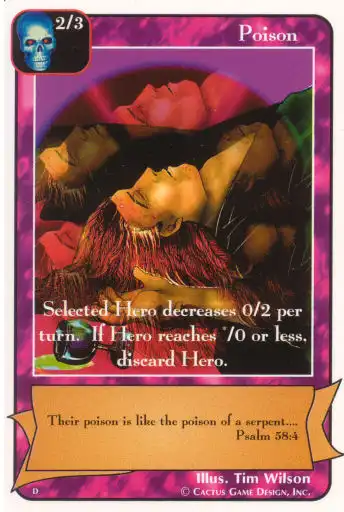 2/3
Poison
Selected Hero decreases 0/2 per
turn. If Hero reaches */0 or less,
discard Hero.
Their poison is like the poison of a serpent....
Psalm 58:4
Illus. Tim Wilson
D
© Cactus Game Design, Inc.